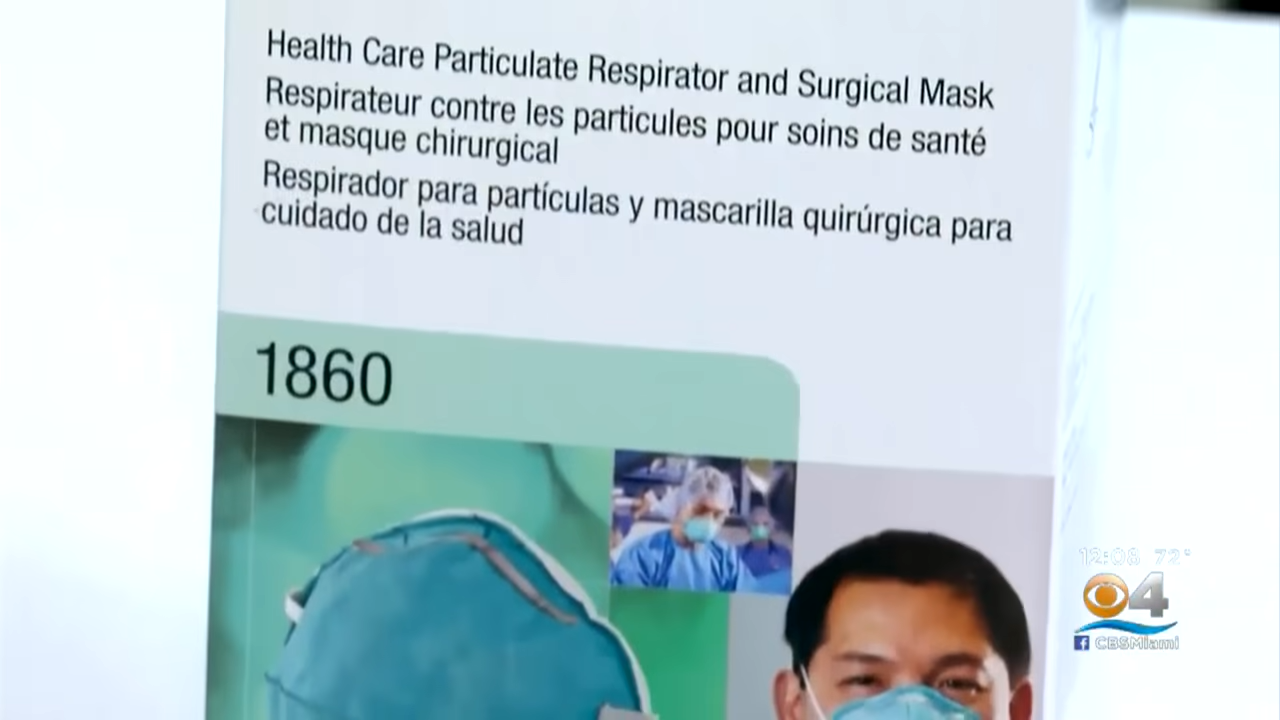 Health Care Particulate Respirator and Surgical Mask
Respirateur contre les particules pour soins de santé
et masque chirurgical
Respirador para partículas y mascarilla quirúrgica para
cuidado de la salud
1860
12:08 72°
4
f CBSMiami